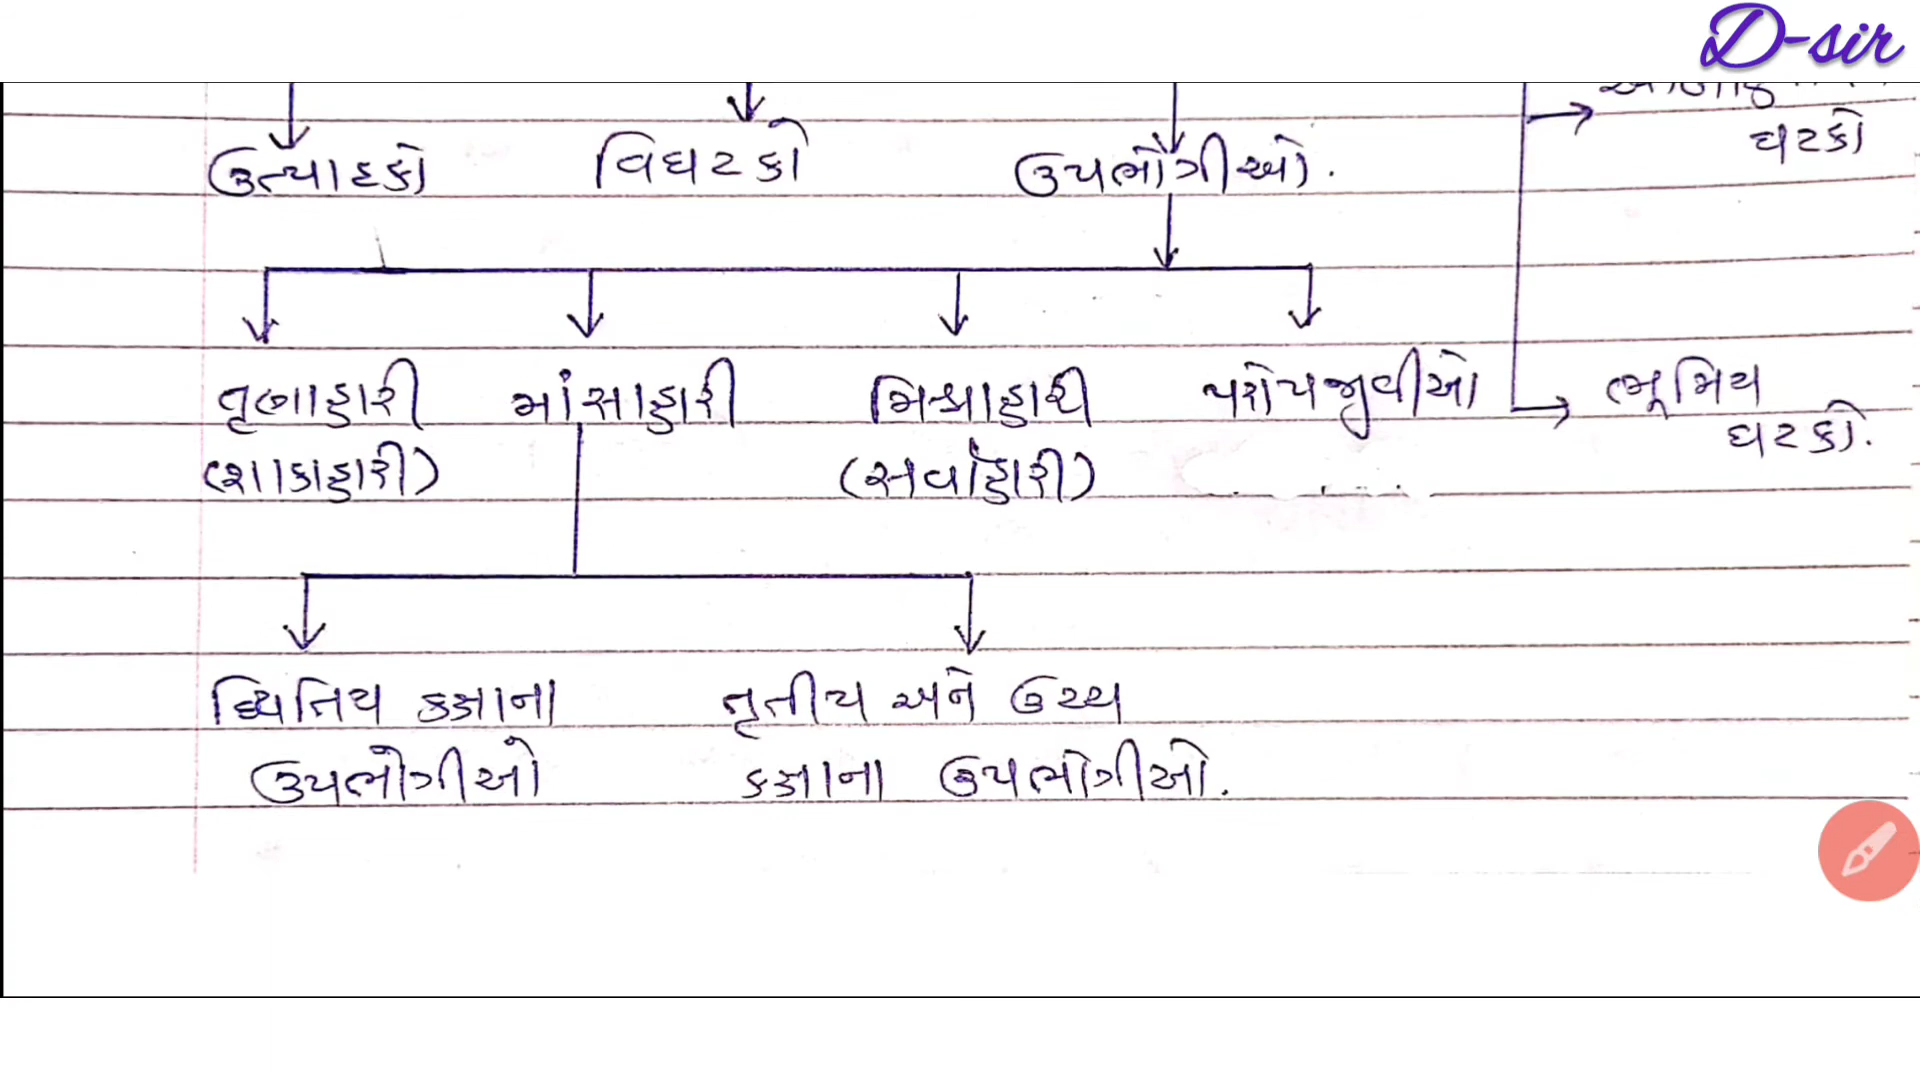 D-sir
ઘટકો
ઉત્પાદકો વિઘટકો ઉપભોગીઓ.
તૃણાહારી માંસાહારી મિશ્રાહારી પરોપજીવીઓ ભૂમિય
ઘટકો.
(શાકાહારી) (સર્વાહારી)
દ્વિતિય કક્ષાના તૃતીય અને ઉચ્ચ
ઉપભોગીઓ કક્ષાના ઉપભોગીઓ.